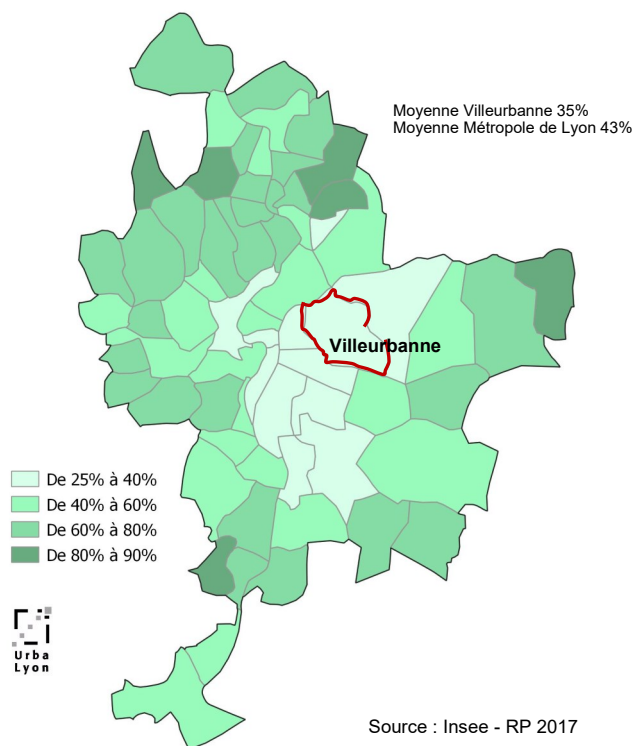 Moyenne Villeurbanne 35%
Moyenne Métropole de Lyon 43%
Villeurbanne
De 25% à 40%
De 40% à 60%
De 60% à 80%
De 80% à 90%
Urba
Lyon
Source : Insee - RP 2017